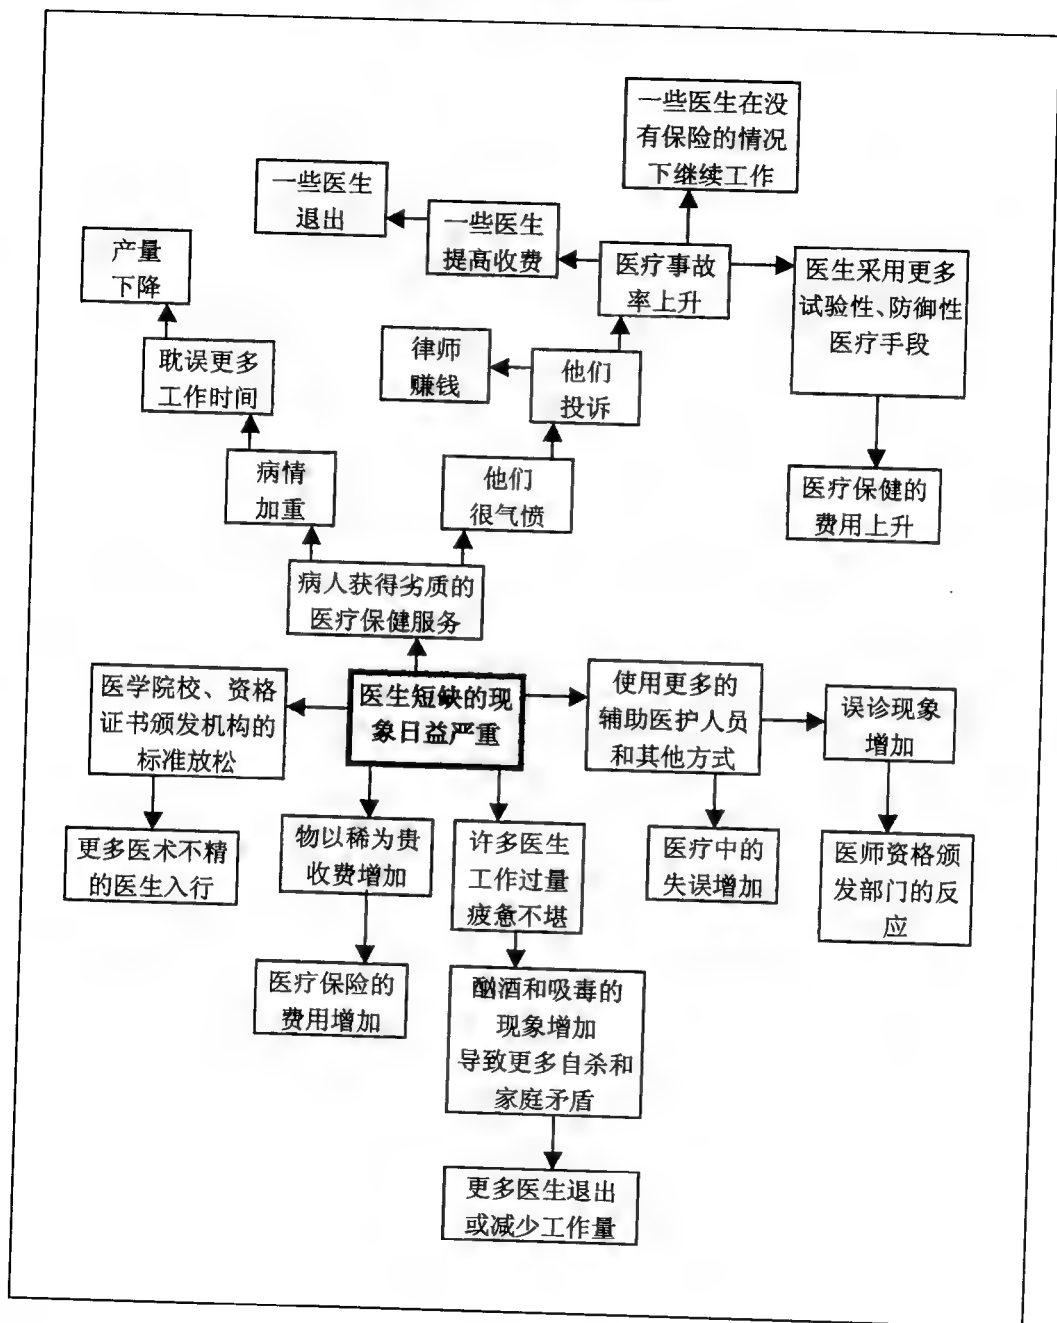 一些医生在没
有保险的情况
下继续工作
一些医生
退出
一些医生
提高收费
产量
下降
医疗事故
率上升
医生采用更多
试验性、防御性
医疗手段
律师
赚钱
耽误更多
工作时间
他们
投诉
病情
加重
他们
很气愤
医疗保健的
费用上升
病人获得劣质的
医疗保健服务
医学院校、资格
证书颁发机构的
标准放松
医生短缺的现
象日益严重
使用更多的
辅助医护人员
和其他方式
误诊现象
增加
更多医术不精
的医生入行
物以稀为贵
收费增加
许多医生
工作过量
疲惫不堪
医疗中的
失误增加
医师资格颁
发部门的反
应
医疗保险的
费用增加
酗酒和吸毒的
现象增加
导致更多自杀和
家庭矛盾
更多医生退出
或减少工作量